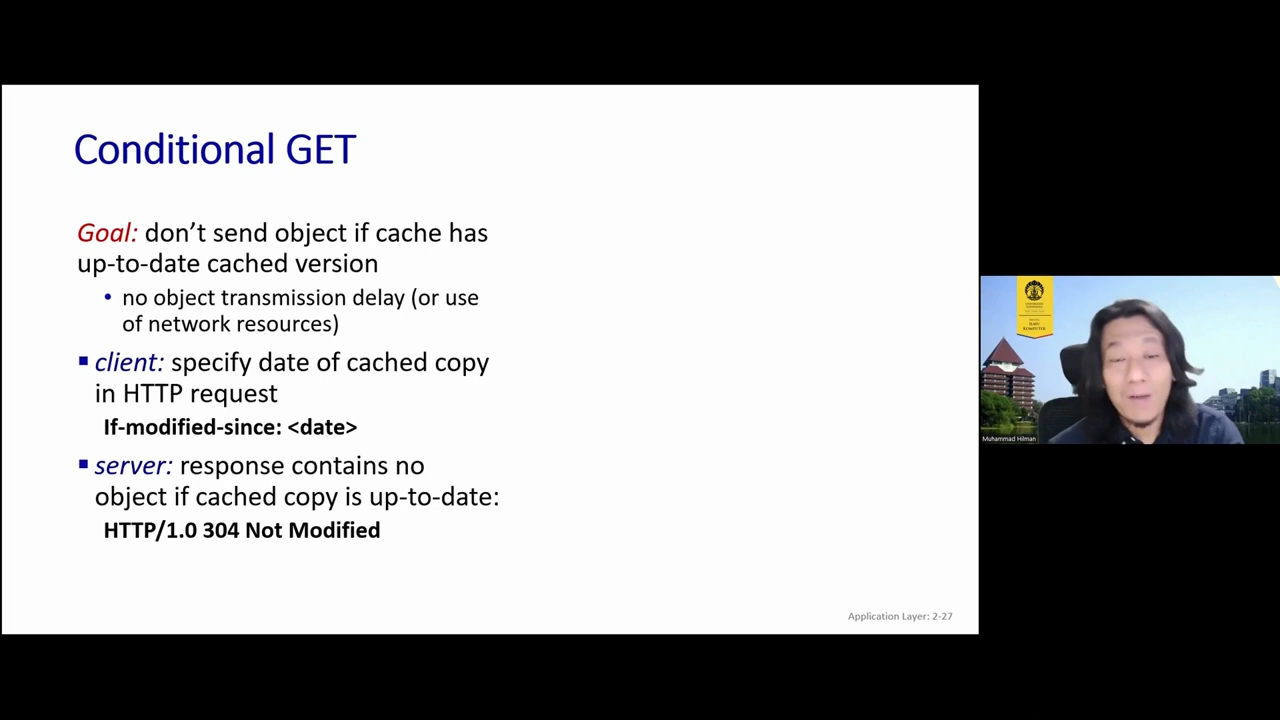 Conditional GET
Goal: don’t send object if cache has
up-to-date cached version
• no object transmission delay (or use
of network resources)
▪ client: specify date of cached copy
in HTTP request
If-modified-since: <date>
▪ server: response contains no
object if cached copy is up-to-date:
HTTP/1.0 304 Not Modified
Application Layer: 2-27
ILMU
KOMPUTER
Muhammad Hilman